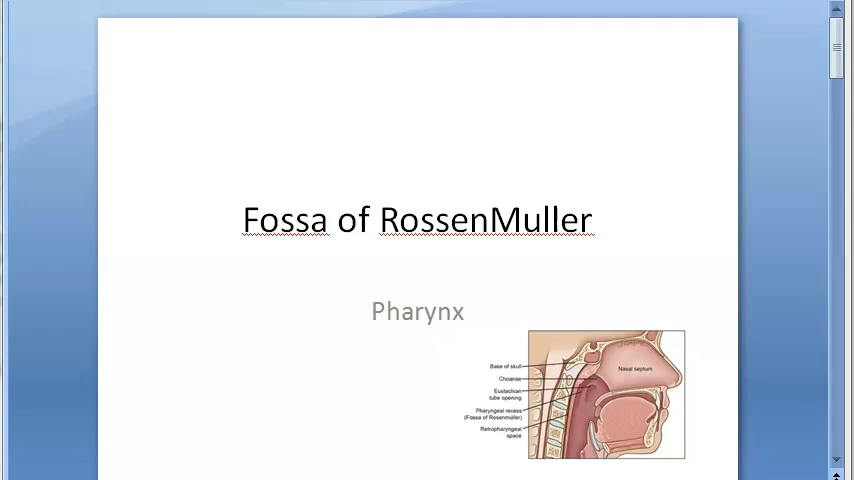 Fossa of RossenMuller
Pharynx
Base of skull
Nasal septum
Choanae
Eustachian
tube opening
Pharyngeal recess
(Fossa of Rosenmüller)
Retropharyngeal
space